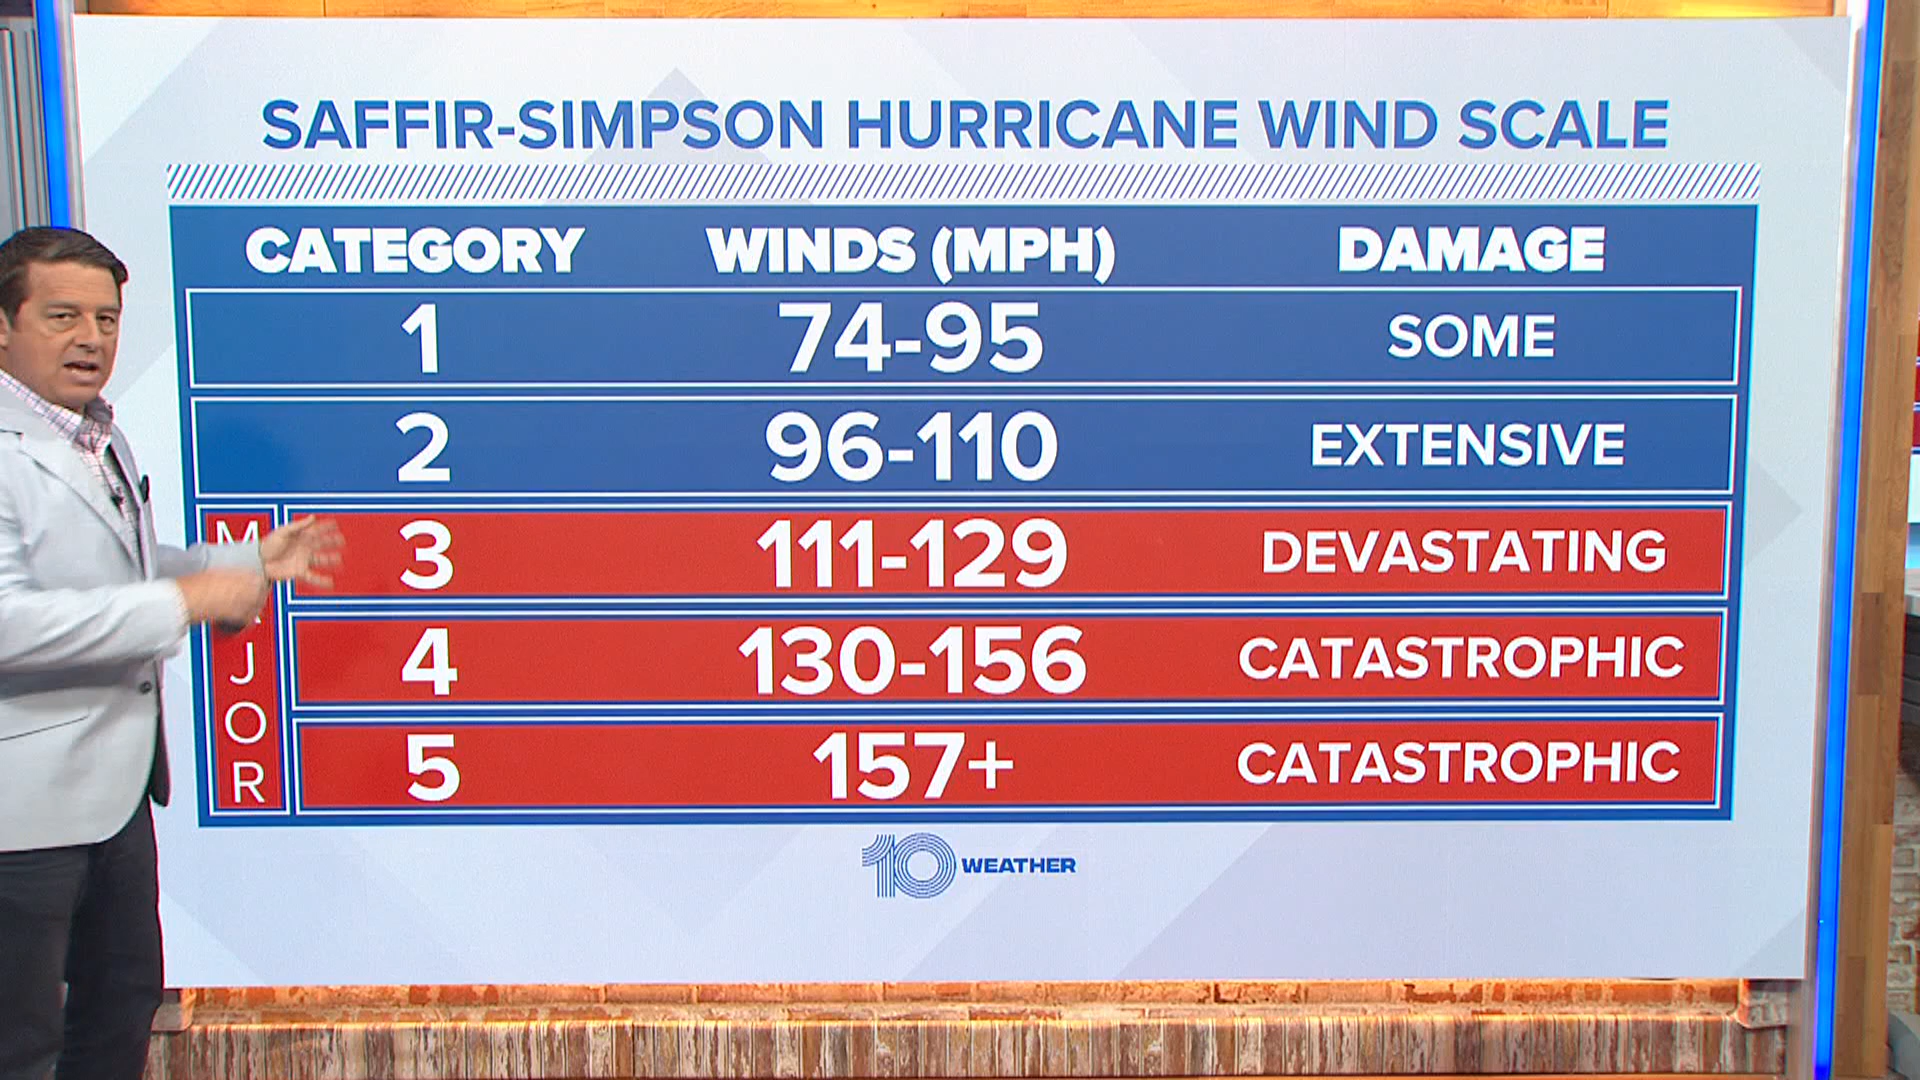 SAFFIR-SIMPSON HURRICANE WIND SCALE
CATEGORY WINDS (MPH) DAMAGE
1 74-95 SOME
2 96-110 EXTENSIVE
3 111-129 DEVASTATING
4 130-156 CATASTROPHIC
5 157+ CATASTROPHIC
M
J
O
R
10 WEATHER